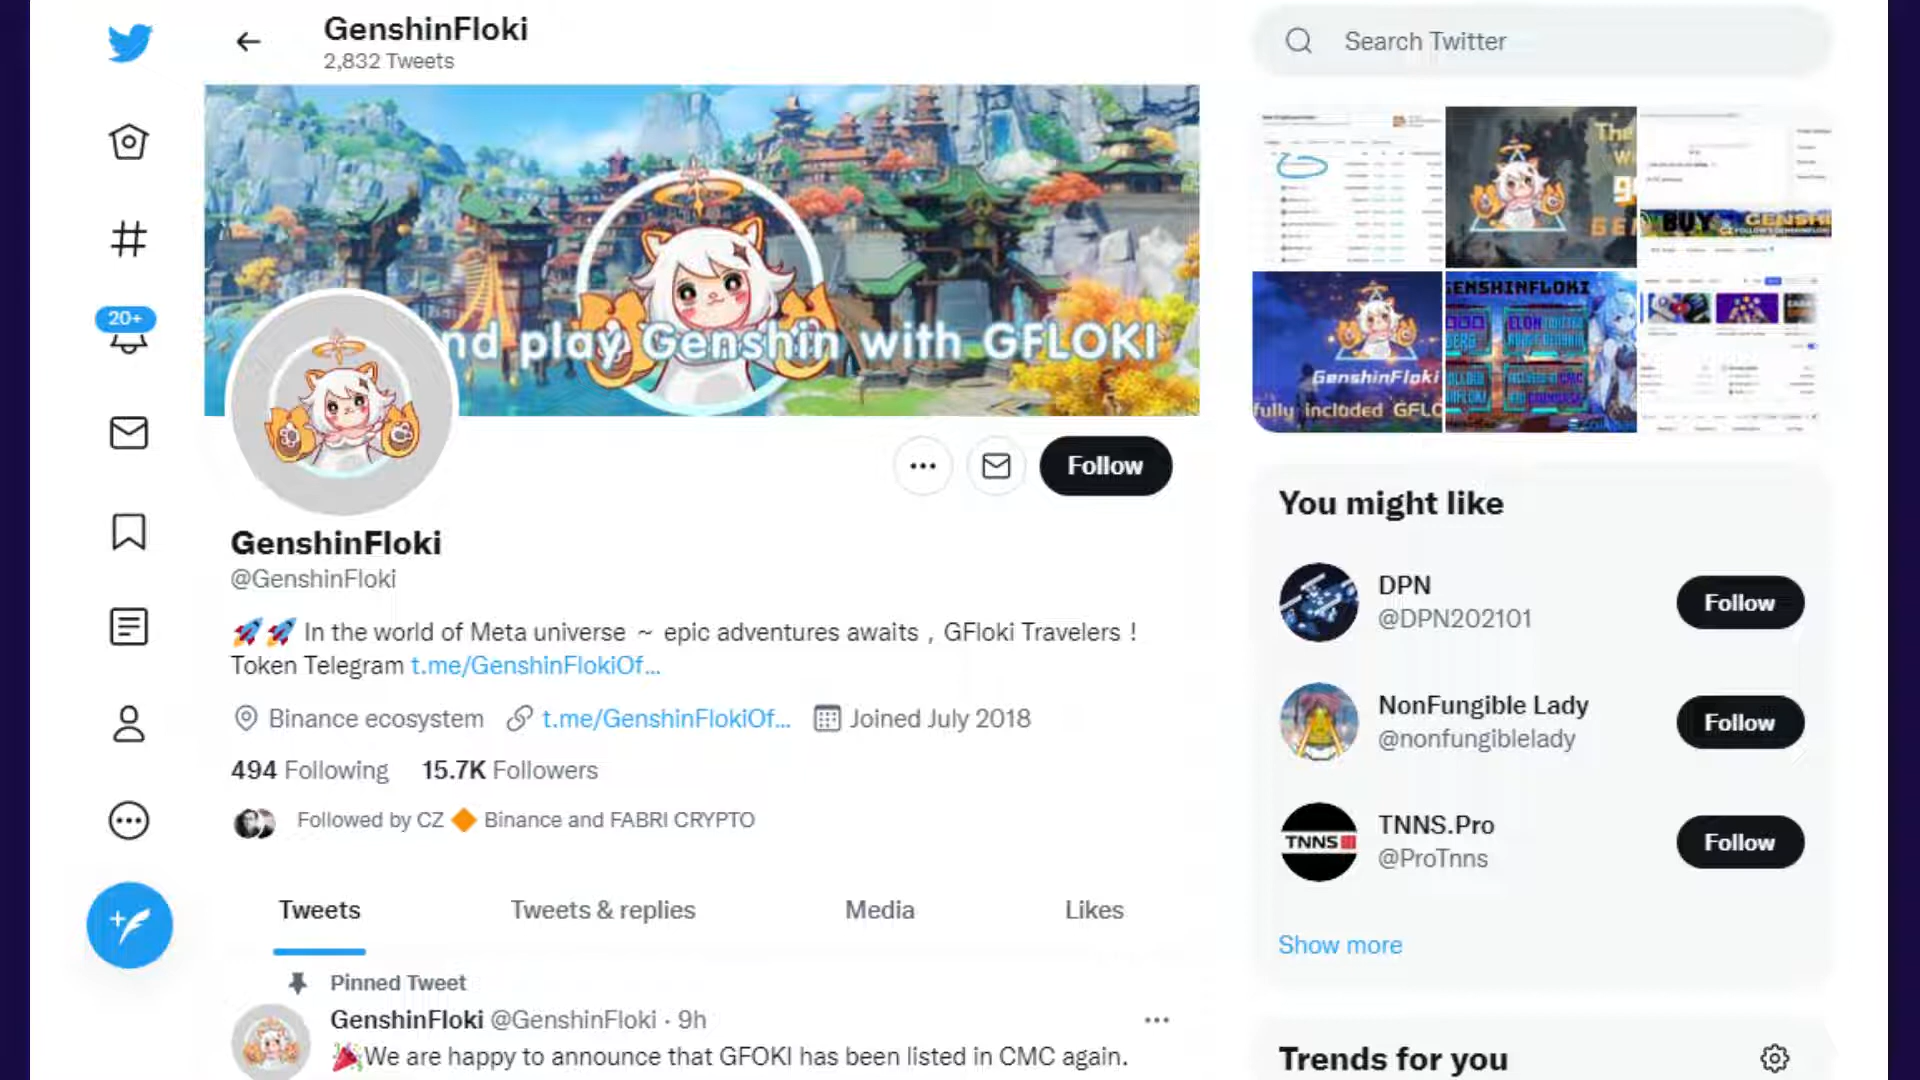 GenshinFloki
2,832 Tweets
Search Twitter
nd play Genshin with GFLOKI
20+
The
BUY
GENSHINFLOKI
GenshinFloki
fully included GFLO
Follow
GenshinFloki
@GenshinFloki
🚀🚀 In the world of Meta universe ~ epic adventures awaits , GFloki Travelers !
Token Telegram t.me/GenshinFlokiOf...
Binance ecosystem t.me/GenshinFlokiOf... Joined July 2018
494 Following 15.7K Followers
Followed by CZ 🔶 Binance and FABRI CRYPTO
Tweets Tweets & replies Media Likes
Pinned Tweet
GenshinFloki @GenshinFloki · 9h
🎉We are happy to announce that GFOKI has been listed in CMC again.
You might like
DPN
@DPN202101
Follow
NonFungible Lady
@nonfungiblelady
Follow
TNNS
TNNS.Pro
@ProTnns
Follow
Show more
Trends for you